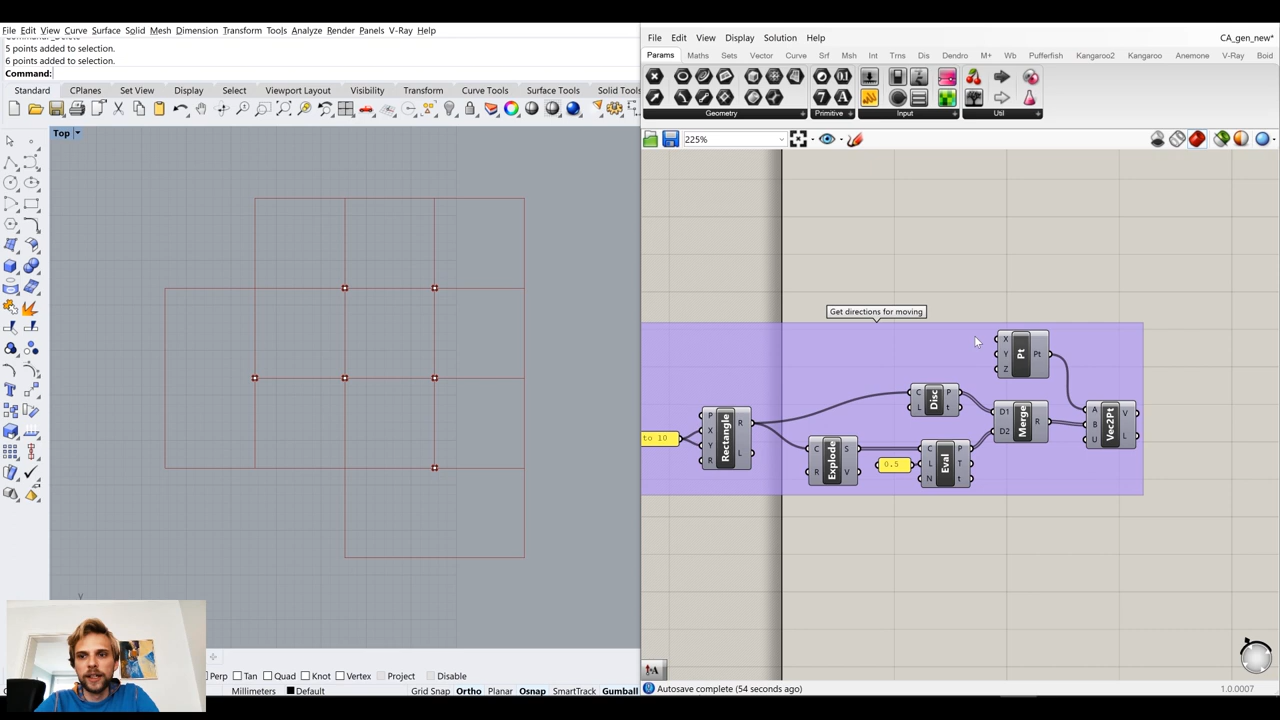 File Edit View Curve Surface Solid Mesh Dimension Transform Tools Analyze Render Panels V-Ray Help
5 points added to selection.
6 points added to selection.
Command:
Standard CPlanes Set View Display Select Viewport Layout Visibility Transform Curve Tools Surface Tools Solid Tools
Top
y
Perp Tan Quad Knot Vertex Project Disable
Millimeters Default Grid Snap Ortho Planar Osnap SmartTrack Gumball
File Edit View Display Solution Help CA_gen_new*
Params Maths Sets Vector Curve Srf Msh Int Trns Dis Dendro M+ Wb Pufferfish Kangaroo2 Kangaroo Anemone V-Ray Boid
Geometry Primitive Input Util
225%
Get directions for moving
X
Y
Z
Pt
Pt
to 10
P
X
Y
R
Rectangle
R
L
C
L
Disc
P
t
C
R
Explode
S
V
0.5
C
L
N
Eval
P
T
t
D1
D2
Merge
R
A
B
U
Vec2Pt
V
L
Autosave complete (54 seconds ago) 1.0.0007